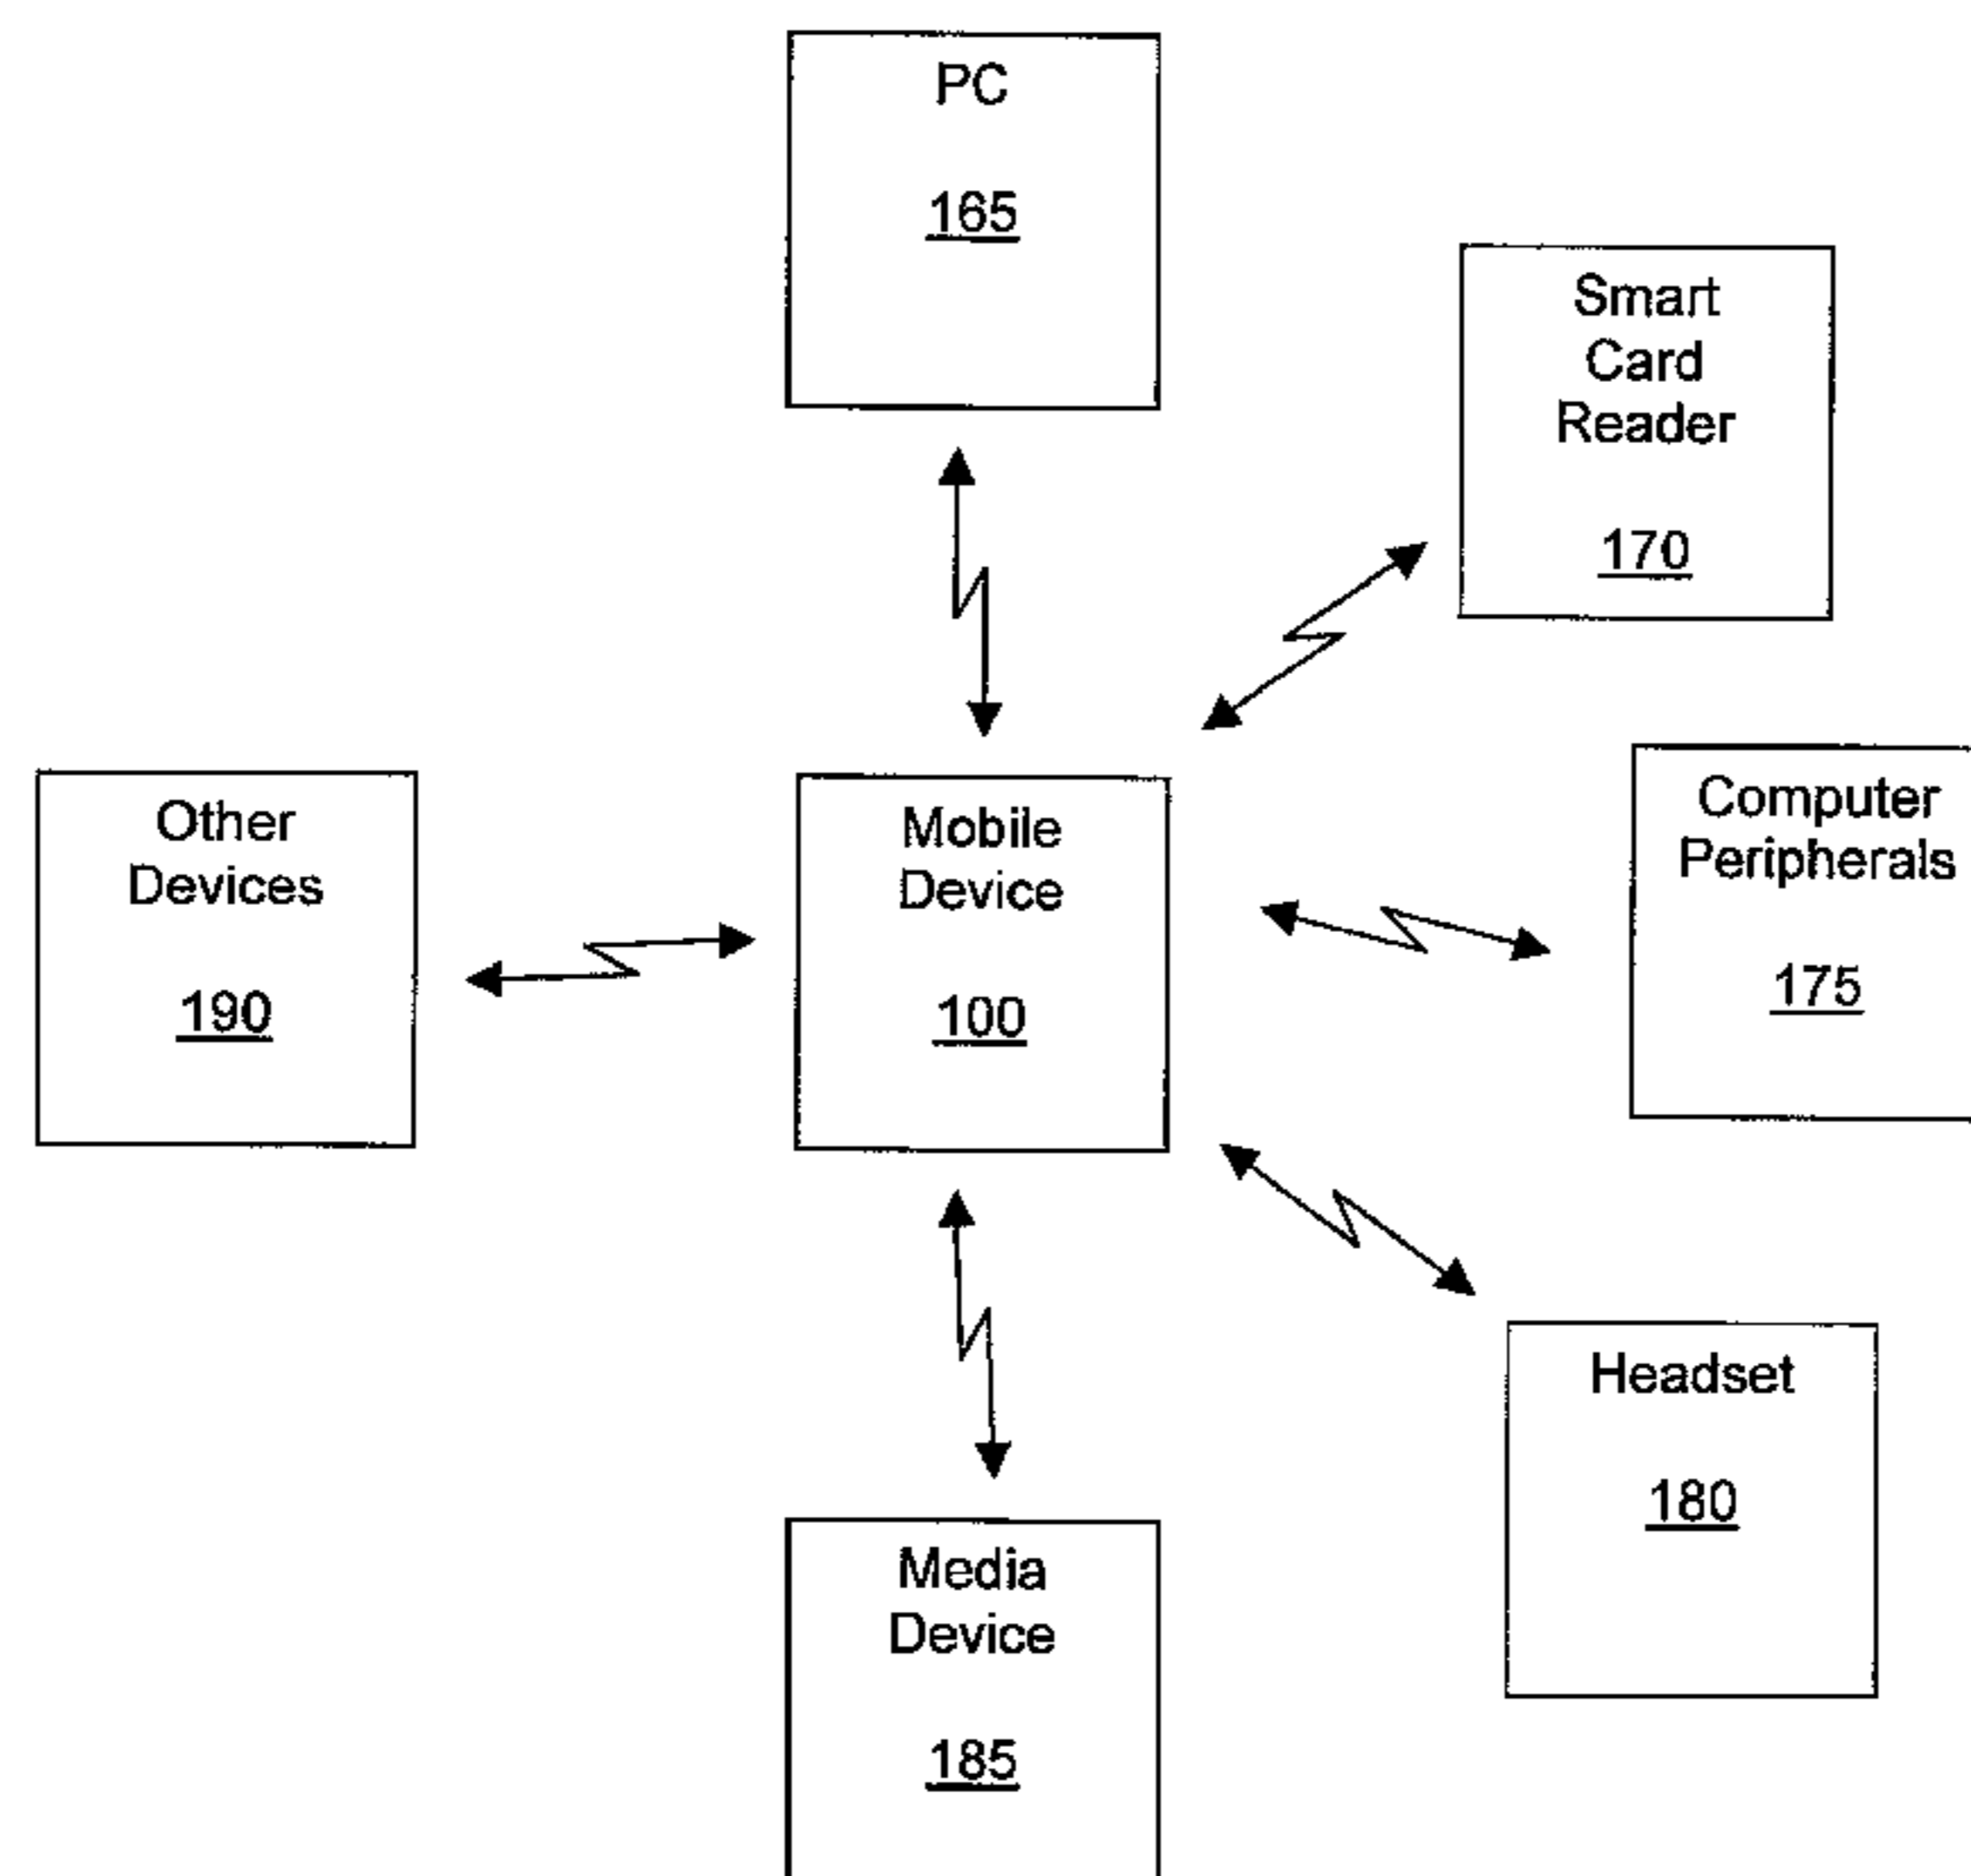 PC
165
Smart
Card
Reader
170
Other
Devices
190
Mobile
Device
100
Computer
Peripherals
175
Headset
180
Media
Device
185